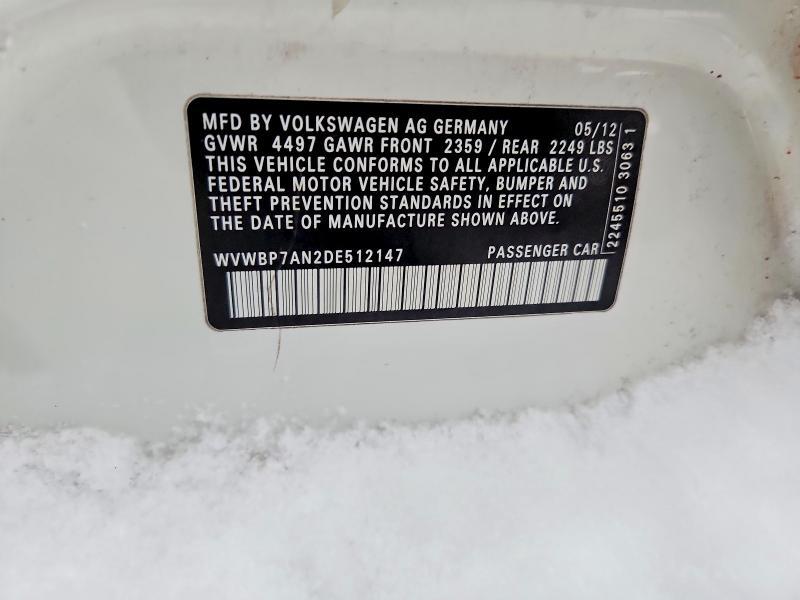 MFD BY VOLKSWAGEN AG GERMANY 05/12
GVWR 4497 GAWR FRONT 2359 / REAR 2249 LBS
THIS VEHICLE CONFORMS TO ALL APPLICABLE U.S.
FEDERAL MOTOR VEHICLE SAFETY, BUMPER AND
THEFT PREVENTION STANDARDS IN EFFECT ON
THE DATE OF MANUFACTURE SHOWN ABOVE.
WVWBP7AN2DE512147 PASSENGER CAR
2245510 3063 1